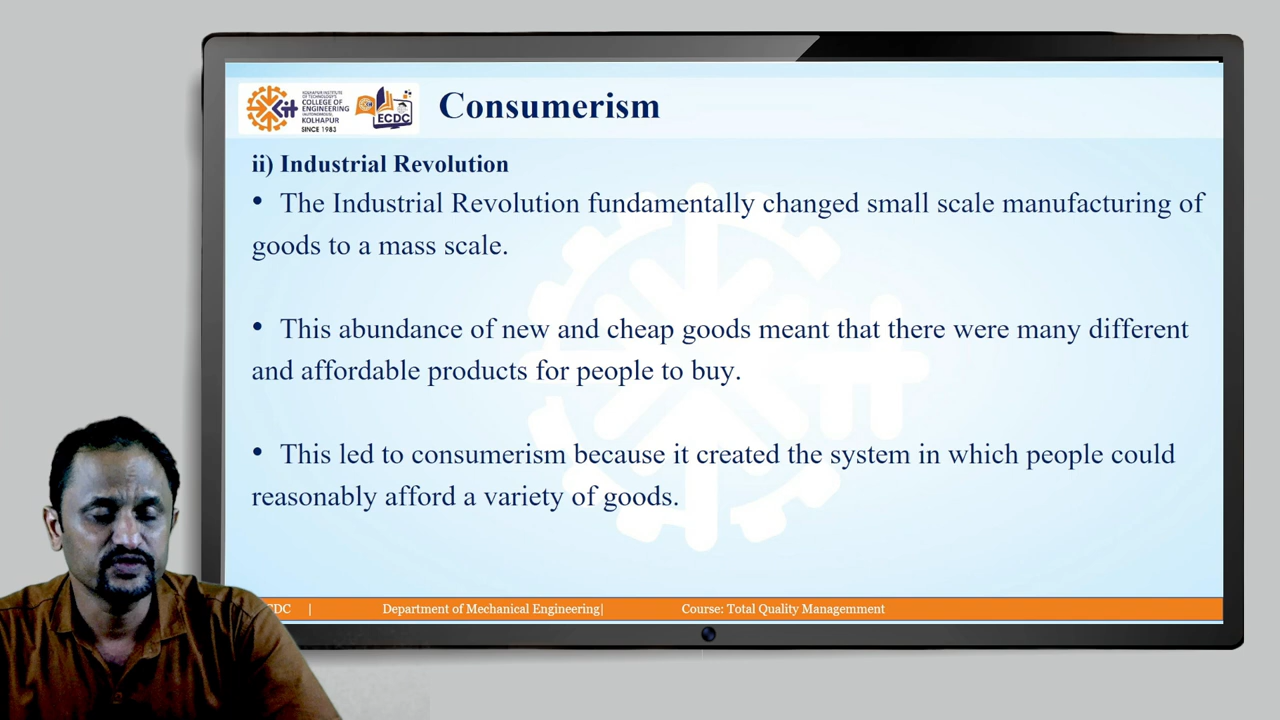 KOLHAPUR INSTITUTE
OF TECHNOLOGY'S
COLLEGE OF
ENGINEERING
(AUTONOMOUS)
KOLHAPUR
SINCE 1983
ECDC
Consumerism
ii) Industrial Revolution
• The Industrial Revolution fundamentally changed small scale manufacturing of
goods to a mass scale.
• This abundance of new and cheap goods meant that there were many different
and affordable products for people to buy.
• This led to consumerism because it created the system in which people could
reasonably afford a variety of goods.
DC | Department of Mechanical Engineering| Course: Total Quality Managemment